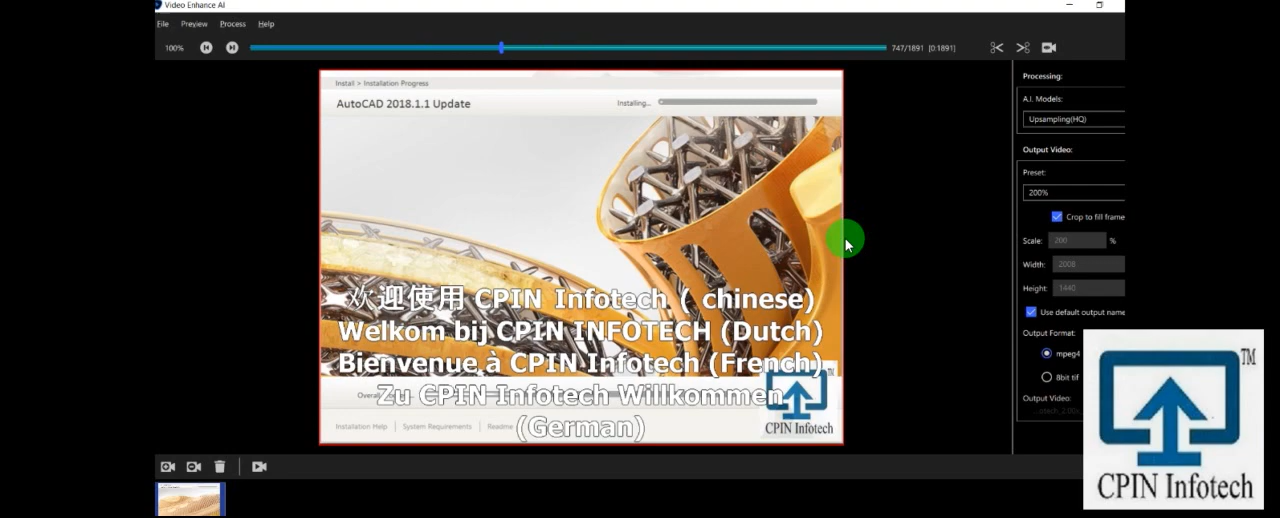 Video Enhance AI
File Preview Process Help
100%
747/1891 [0:1891]
Install > Installation Progress
AutoCAD 2018.1.1 Update
Installing...
欢迎使用 CPIN Infotech ( chinese)
Welkom bij CPIN INFOTECH (Dutch)
Bienvenue à CPIN Infotech (French)
Zu CPIN Infotech Willkommen
(German)
Installation Help | System Requirements | Readme
TM
CPIN Infotech
Processing:
A.I. Models:
Upsampling(HQ)
Output Video:
Preset:
200%
Crop to fill frame
Scale: 200 %
Width: 2008
Height: 1440
Use default output name
Output Format:
mpeg4
8bit tif
Output Video:
TM
CPIN Infotech